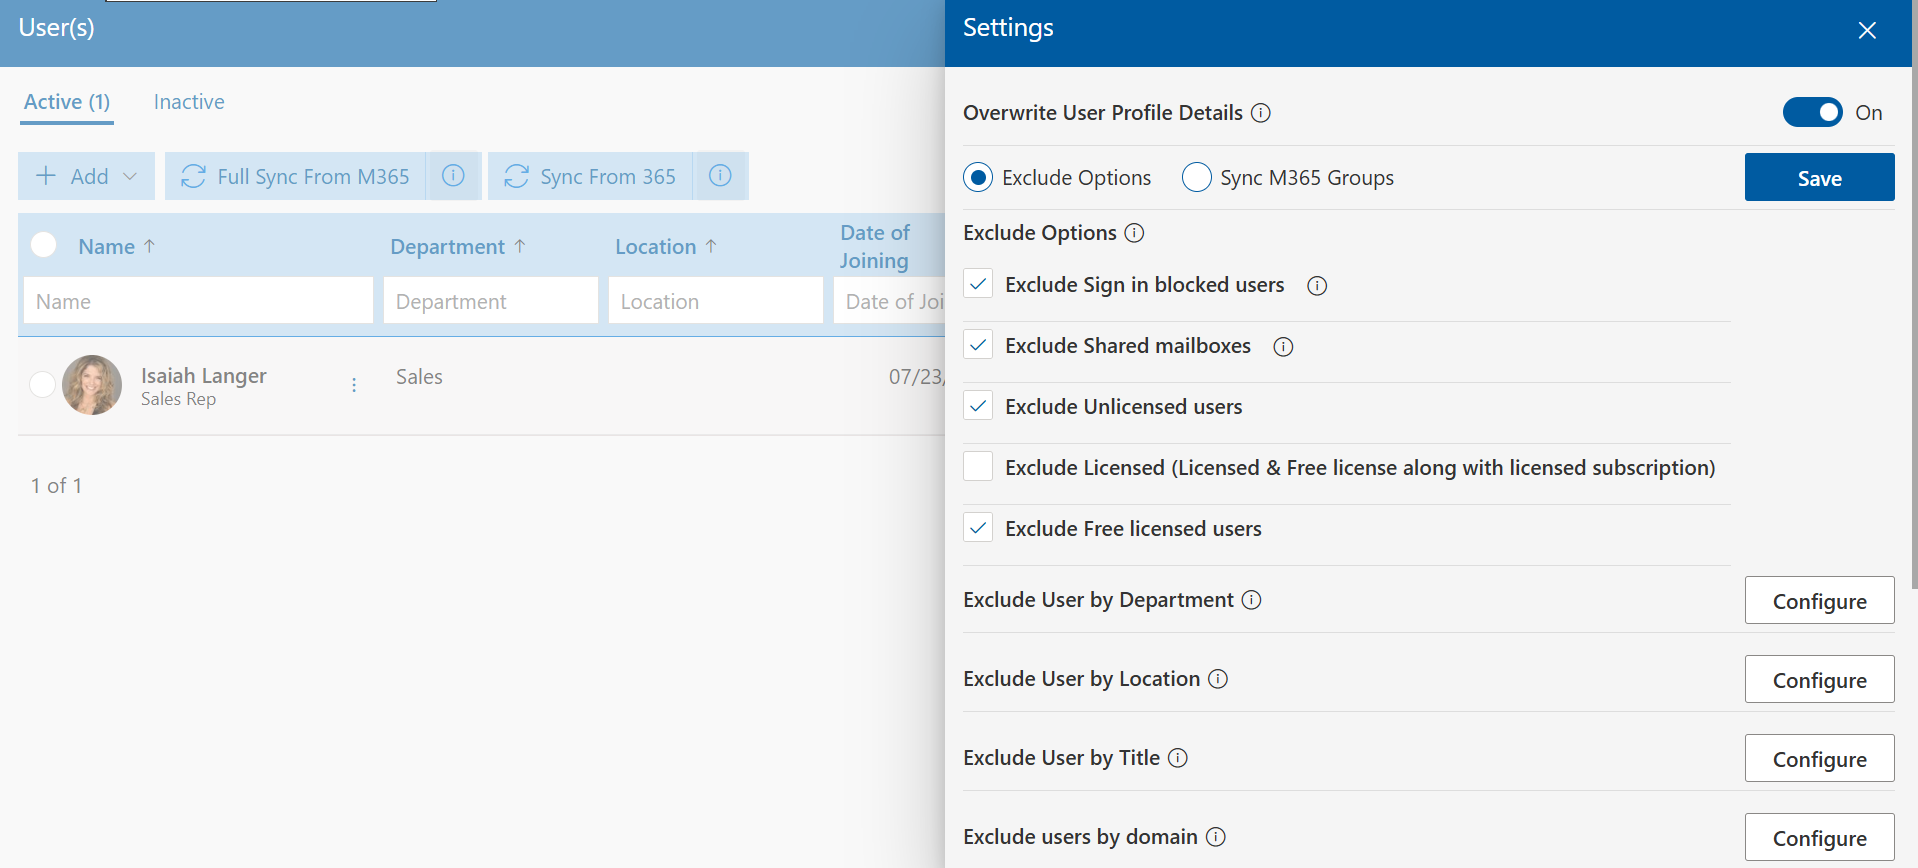 User(s)
Active (1) Inactive
Add Full Sync From M365 Sync From 365
Name Department Location Date of Joining
Name Department Location Date of Joi
Isaiah Langer Sales 07/23/
Sales Rep
1 of 1
Settings
Overwrite User Profile Details On
Exclude Options Sync M365 Groups Save
Exclude Options
Exclude Sign in blocked users
Exclude Shared mailboxes
Exclude Unlicensed users
Exclude Licensed (Licensed & Free license along with licensed subscription)
Exclude Free licensed users
Exclude User by Department Configure
Exclude User by Location Configure
Exclude User by Title Configure
Exclude users by domain Configure